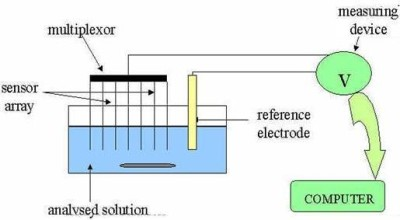 measuring
device
multiplexor
V
sensor
array
reference
electrode
COMPUTER
analysed solution